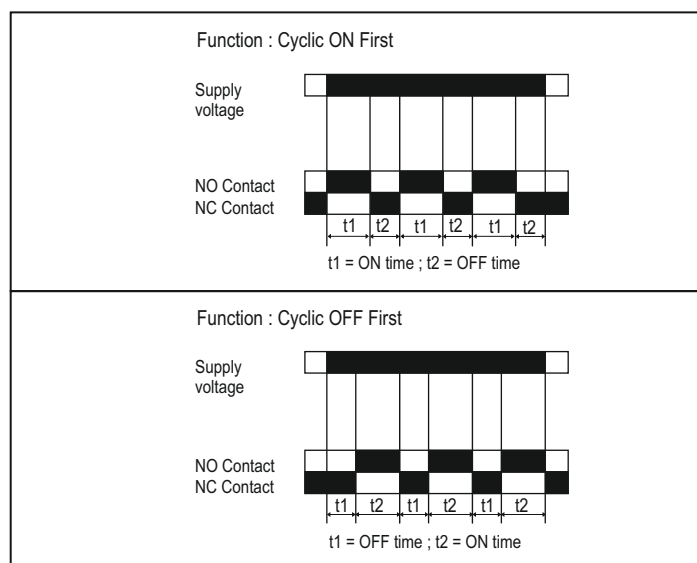 Function : Cyclic ON First
Supply
voltage
NO Contact
NC Contact
t1 t2 t1 t2 t1 t2
t1 = ON time ; t2 = OFF time
Function : Cyclic OFF First
Supply
voltage
NO Contact
NC Contact
t1 t2 t1 t2 t1 t2
t1 = OFF time ; t2 = ON time